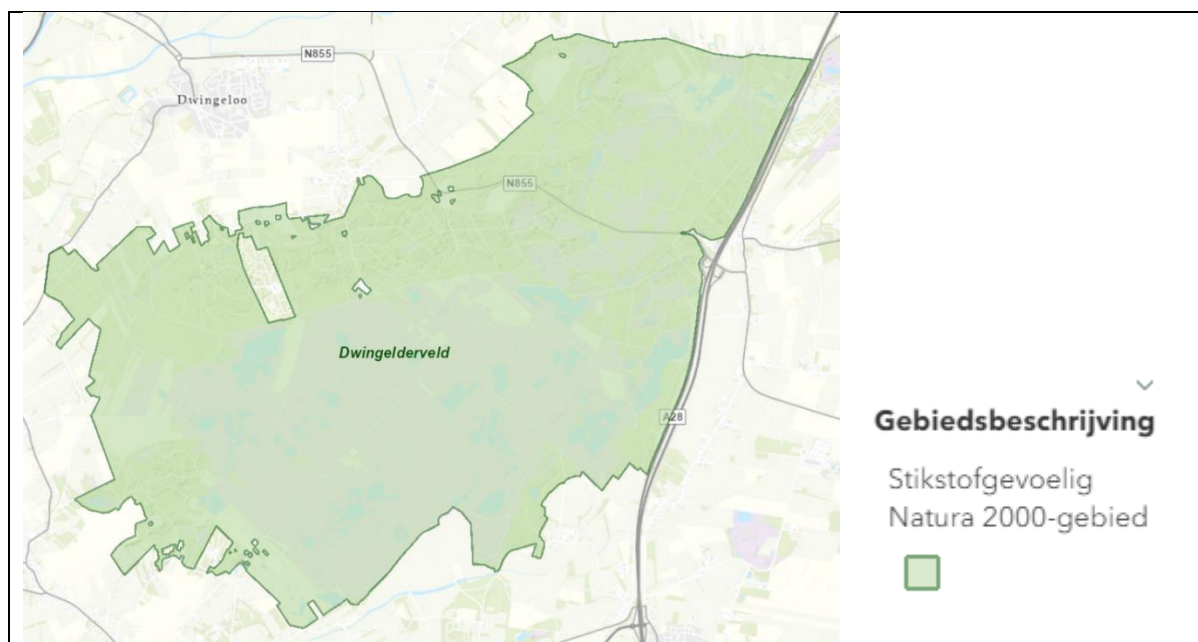 N855
Dwingeloo
N855
Dwingelderveld
A28
Gebiedsbeschrijving
Stikstofgevoelig
Natura 2000-gebied